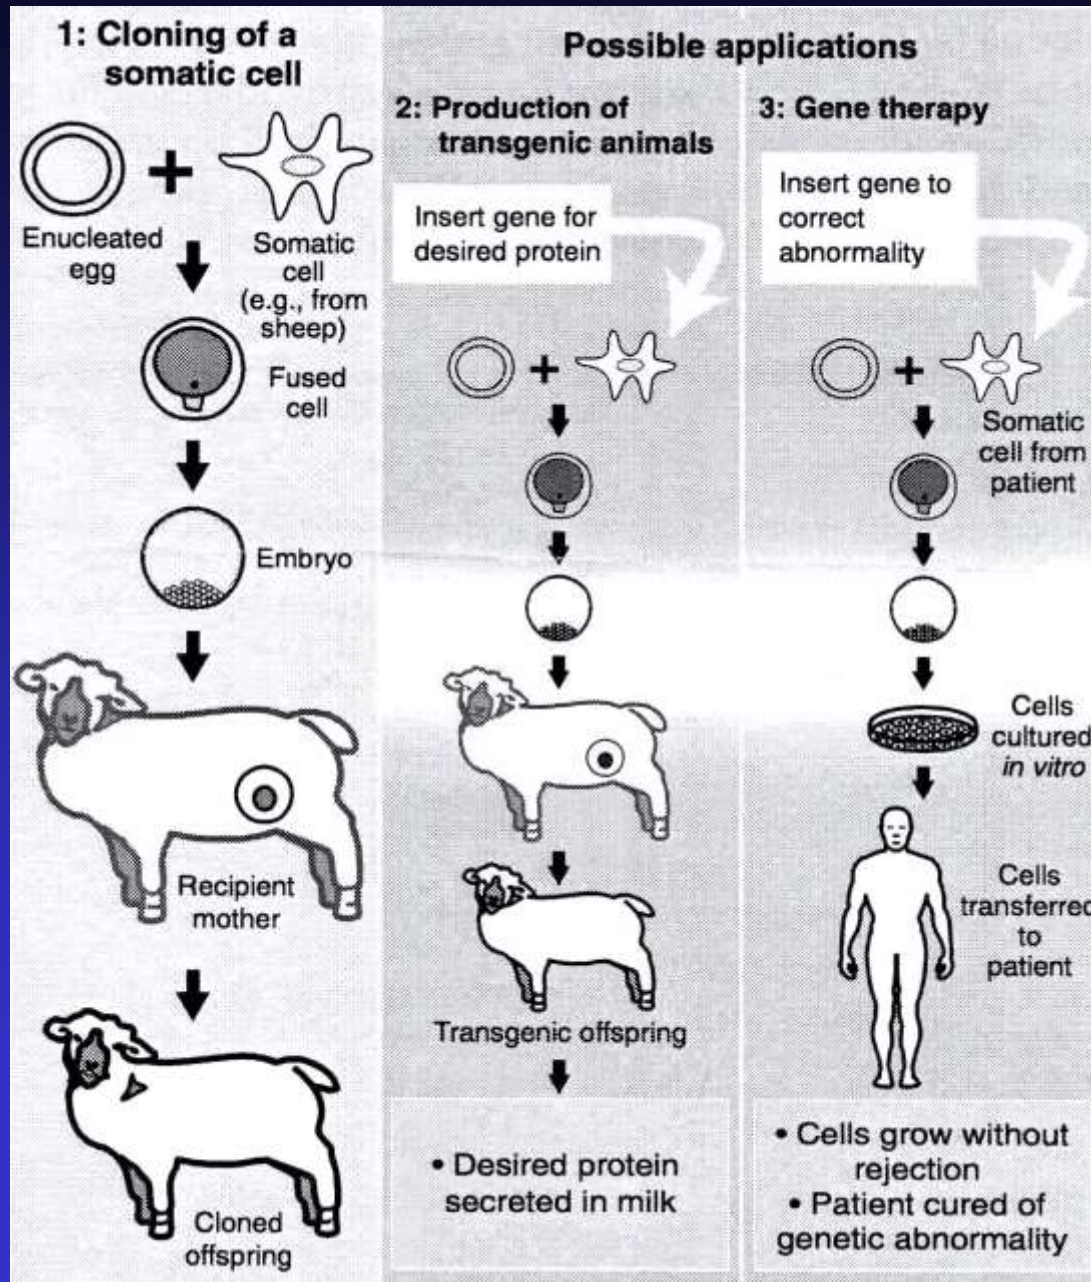 1: Cloning of a
somatic cell
Enucleated
egg
Somatic
cell
(e.g., from
sheep)
Fused
cell
Embryo
Recipient
mother
Cloned
offspring
Possible applications
2: Production of
transgenic animals
Insert gene for
desired protein
Transgenic offspring
• Desired protein
secreted in milk
3: Gene therapy
Insert gene to
correct
abnormality
Somatic
cell from
patient
Cells
cultured
in vitro
Cells
transferred
to
patient
• Cells grow without
rejection
• Patient cured of
genetic abnormality